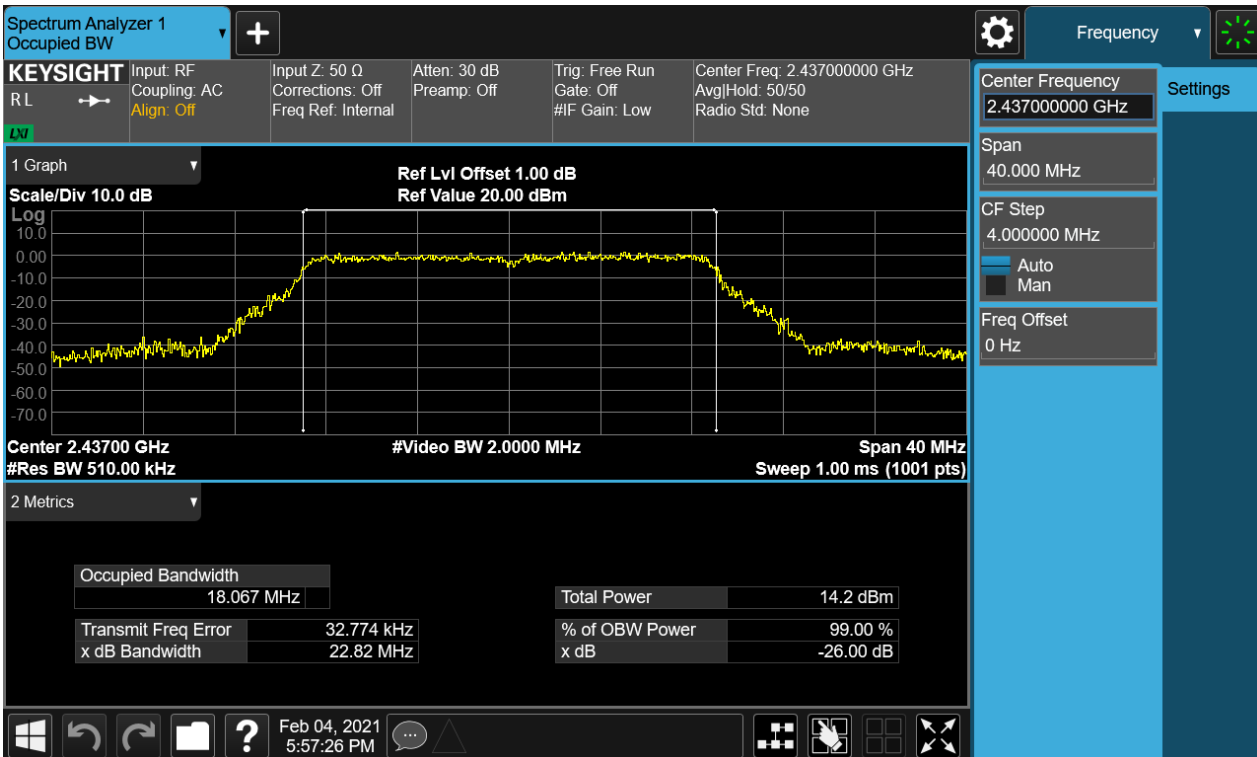 Spectrum Analyzer 1
Occupied BW
+
Frequency
KEYSIGHT
R L
LXI
Input: RF
Coupling: AC
Align: Off
Input Z: 50 Ω
Corrections: Off
Freq Ref: Internal
Atten: 30 dB
Preamp: Off
Trig: Free Run
Gate: Off
#IF Gain: Low
Center Freq: 2.437000000 GHz
Avg|Hold: 50/50
Radio Std: None
Center Frequency
2.437000000 GHz
Settings
Span
40.000 MHz
CF Step
4.000000 MHz
Auto
Man
Freq Offset
0 Hz
1 Graph
Scale/Div 10.0 dB
Ref Lvl Offset 1.00 dB
Ref Value 20.00 dBm
Log
10.0
0.00
-10.0
-20.0
-30.0
-40.0
-50.0
-60.0
-70.0
Center 2.43700 GHz
#Video BW 2.0000 MHz
Span 40 MHz
#Res BW 510.00 kHz
Sweep 1.00 ms (1001 pts)
2 Metrics
Occupied Bandwidth
18.067 MHz
Total Power 14.2 dBm
Transmit Freq Error 32.774 kHz
% of OBW Power 99.00 %
x dB Bandwidth 22.82 MHz
x dB -26.00 dB
?
Feb 04, 2021
5:57:26 PM